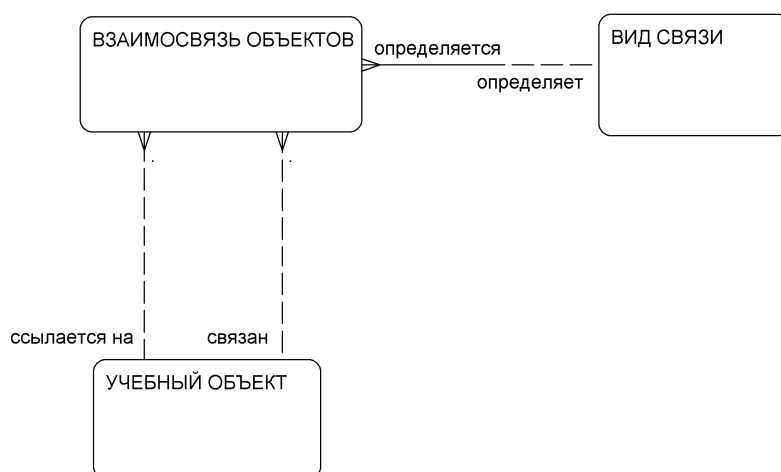 ВЗАИМОСВЯЗЬ ОБЪЕКТОВ
определяется
определяет
ВИД СВЯЗИ
ссылается на
связан
УЧЕБНЫЙ ОБЪЕКТ